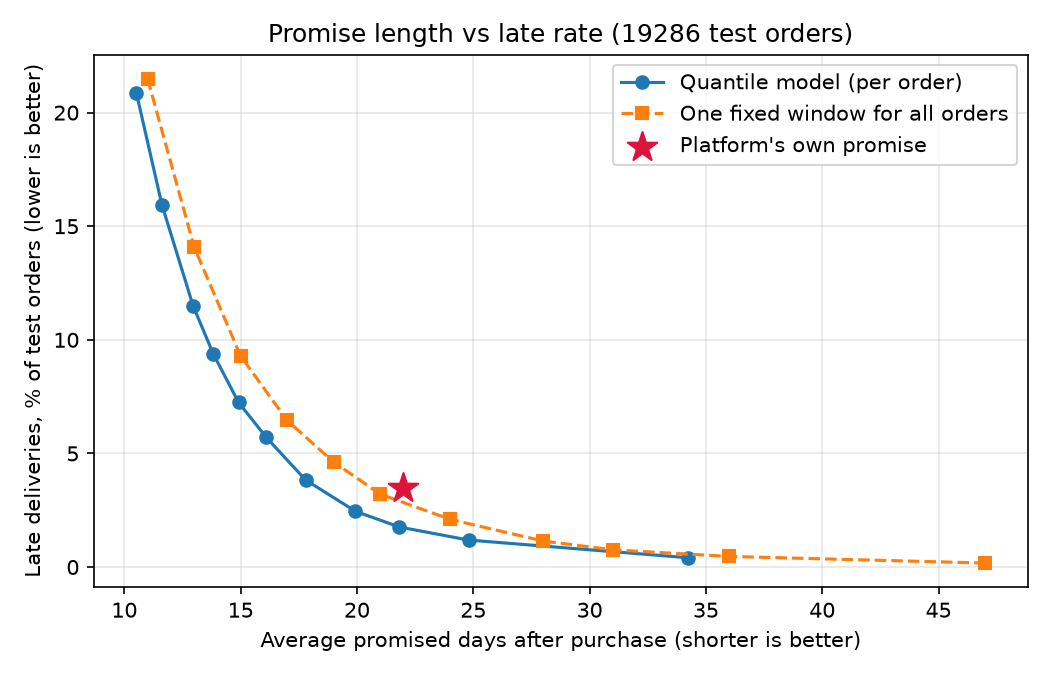 Promise length vs late rate (19286 test orders)
Late deliveries, % of test orders (lower is better)
20
15
10
5
0
Quantile model (per order)
One fixed window for all orders
Platform's own promise
10 15 20 25 30 35 40 45
Average promised days after purchase (shorter is better)